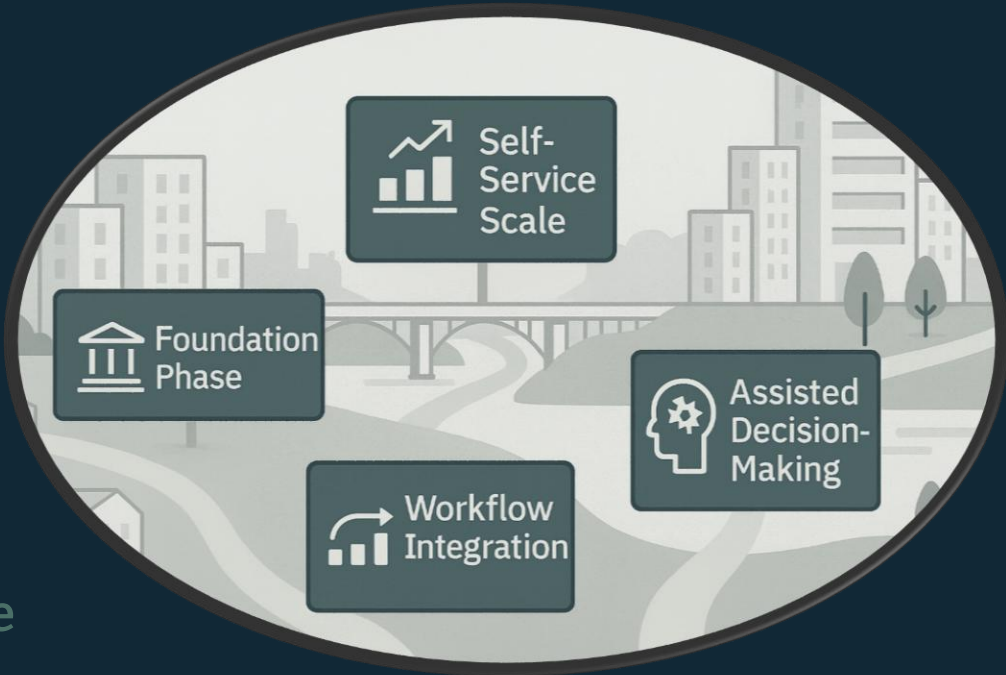 Self-
Service
Scale
Foundation
Phase
Assisted
Decision-
Making
Workflow
Integration
e